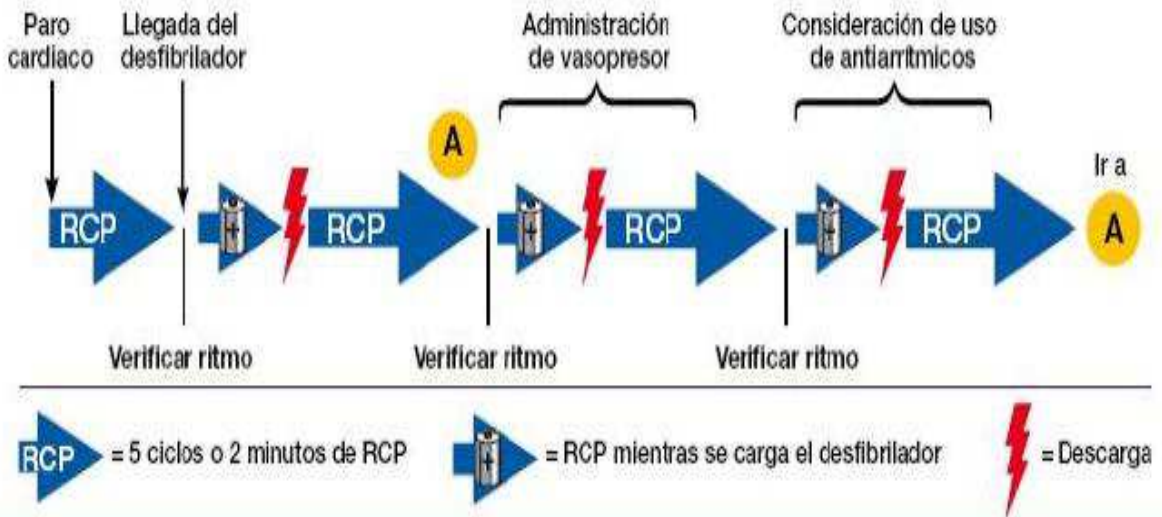 Paro
cardiaco
Llegada del
desfibrilador
Administración
de vasopresor
Consideración de uso
de antiarrítmicos
A
Ir a
A
RCP
RCP
RCP
RCP
Verificar ritmo
Verificar ritmo
Verificar ritmo
RCP = 5 ciclos o 2 minutos de RCP
= RCP mientras se carga el desfibrilador
= Descarga